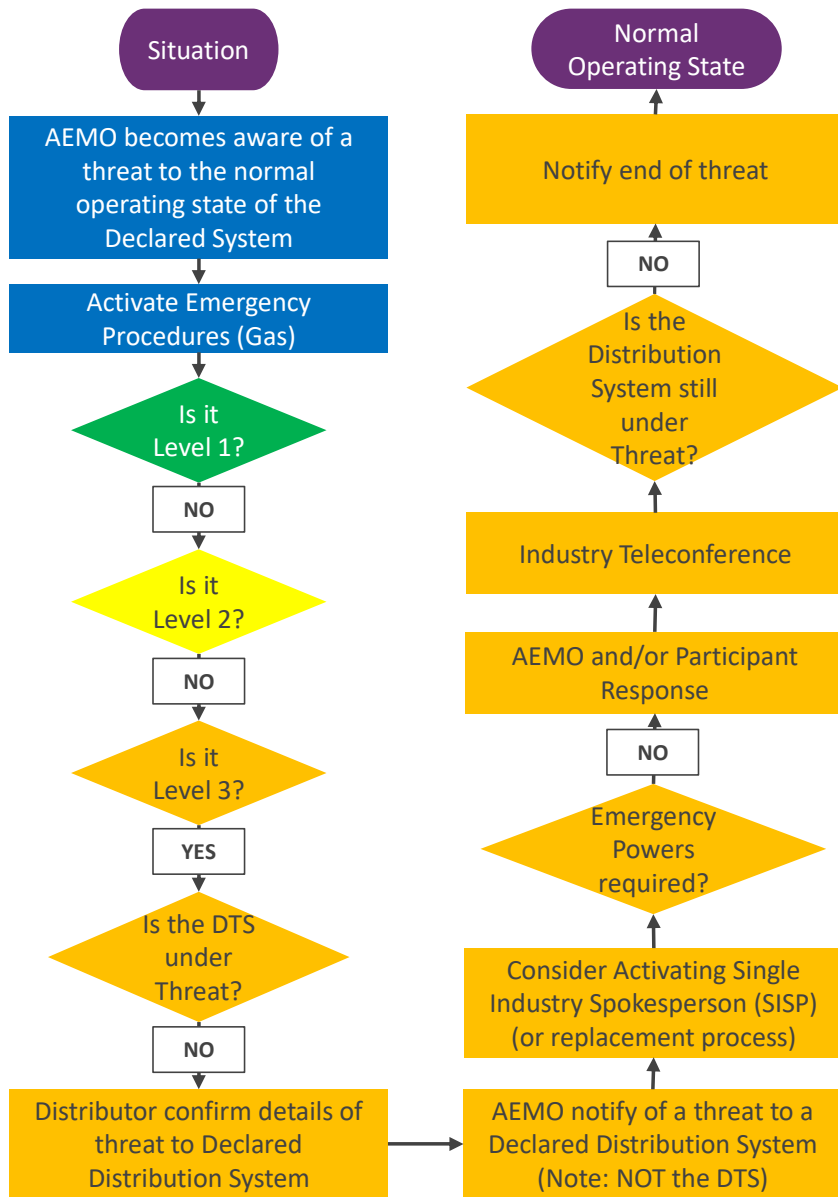 Situation
AEMO becomes aware of a
threat to the normal
operating state of the
Declared System
Activate Emergency
Procedures (Gas)
Is it
Level 1?
NO
Is it
Level 2?
NO
Is it
Level 3?
YES
Is the DTS
under
Threat?
NO
Distributor confirm details of
threat to Declared
Distribution System
AEMO notify of a threat to a
Declared Distribution System
(Note: NOT the DTS)
Consider Activating Single
Industry Spokesperson (SISP)
(or replacement process)
Emergency
Powers
required?
NO
AEMO and/or Participant
Response
Industry Teleconference
Is the
Distribution
System still
under
Threat?
NO
Notify end of threat
Normal
Operating State